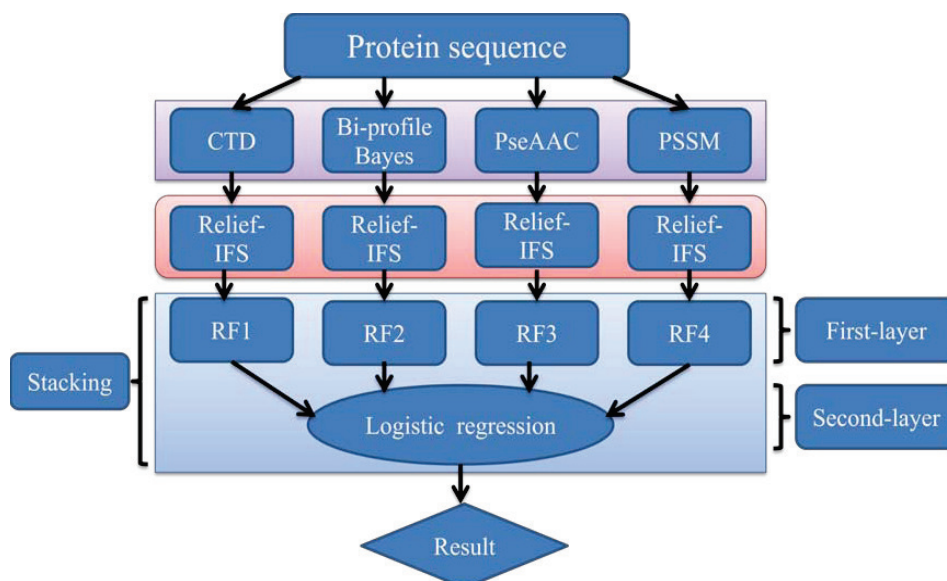 Protein sequence
CTD
Bi-profile
Bayes
PseAAC
PSSM
Relief-
IFS
Relief-
IFS
Relief-
IFS
Relief-
IFS
RF1
RF2
RF3
RF4
First-layer
Stacking
Logistic regression
Second-layer
Result